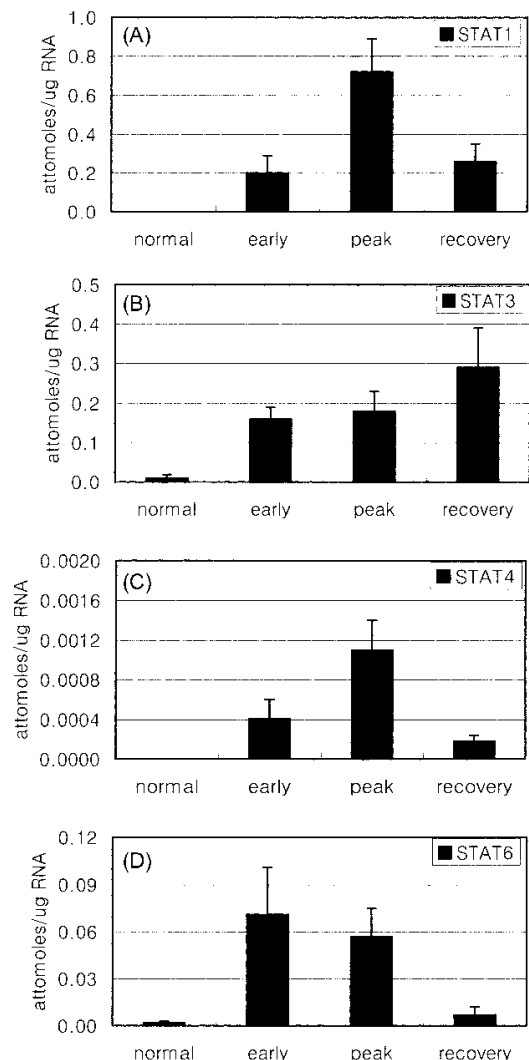 (A)
STAT1
attomoles/ug RNA
1.0
0.8
0.6
0.4
0.2
0.0
normal early peak recovery
(B)
STAT3
attomoles/ug RNA
0.5
0.4
0.3
0.2
0.1
0.0
normal early peak recovery
(C)
STAT4
attomoles/ug RNA
0.0020
0.0016
0.0012
0.0008
0.0004
0.0000
normal early peak recovery
(D)
STAT6
attomoles/ug RNA
0.12
0.09
0.06
0.03
0.00
normal early peak recovery